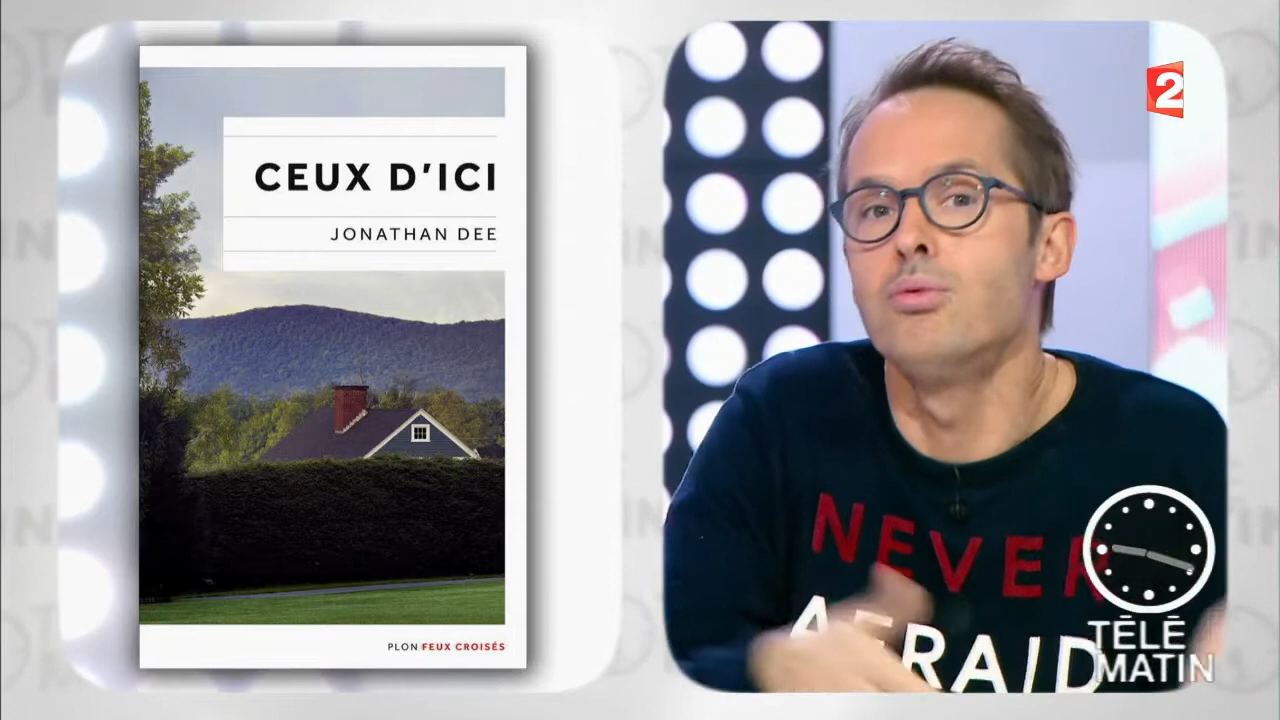 CEUX D'ICI
JONATHAN DEE
PLON FEUX CROISÉS
2
NEVER
AFRAID
TÉLÉ
MATIN